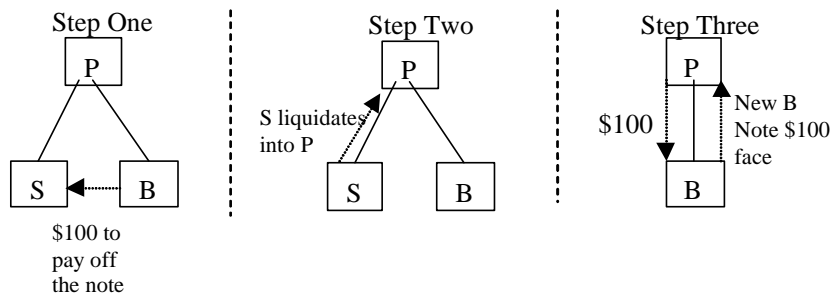 Step One
P
S
B
$100 to
pay off
the note
Step Two
P
S liquidates
into P
S
B
Step Three
P
$100
New B
Note $100
face
B